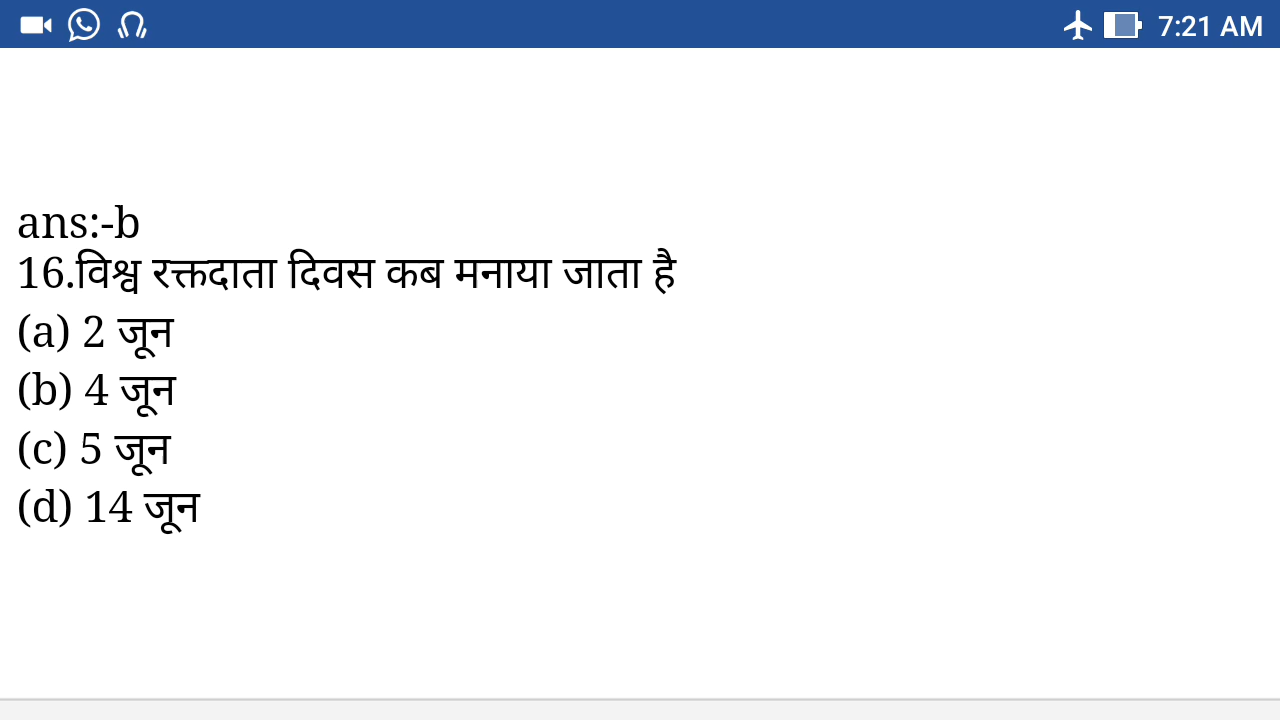 7:21 AM
ans:-b
16.विश्व रक्तदाता दिवस कब मनाया जाता है
(a) 2 जून
(b) 4 जून
(c) 5 जून
(d) 14 जून